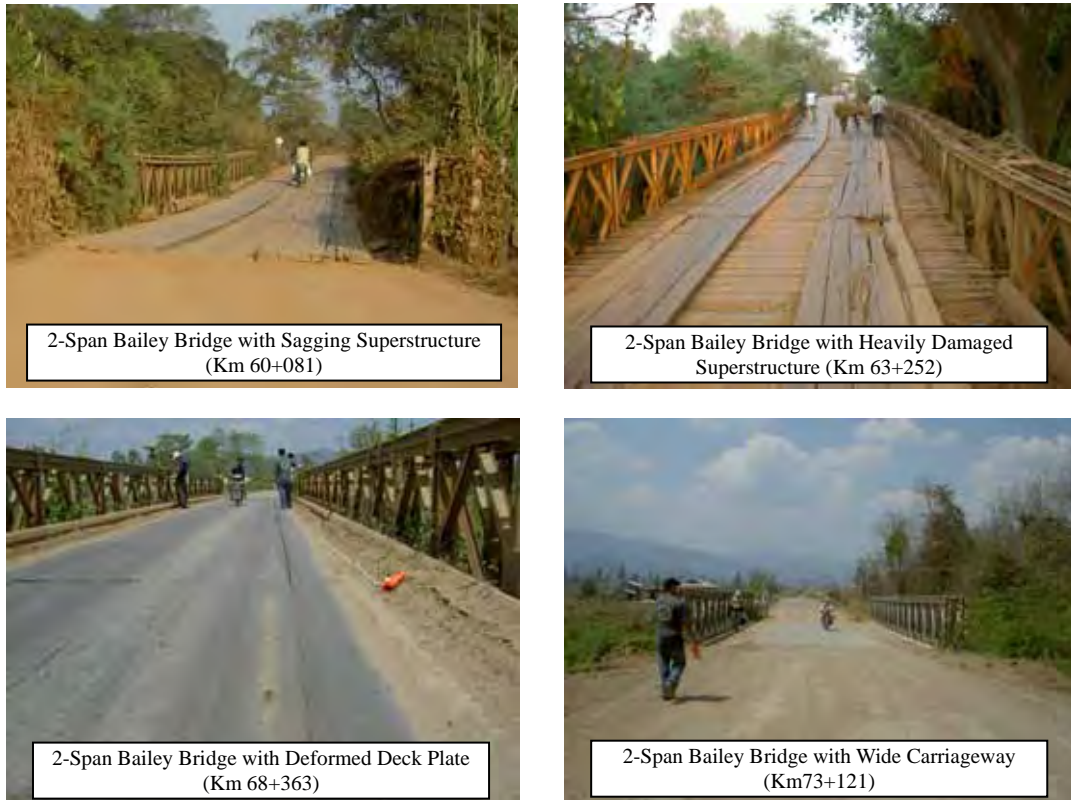 2-Span Bailey Bridge with Sagging Superstructure
(Km 60+081)
2-Span Bailey Bridge with Heavily Damaged
Superstructure (Km 63+252)
2-Span Bailey Bridge with Deformed Deck Plate
(Km 68+363)
2-Span Bailey Bridge with Wide Carriageway
(Km73+121)